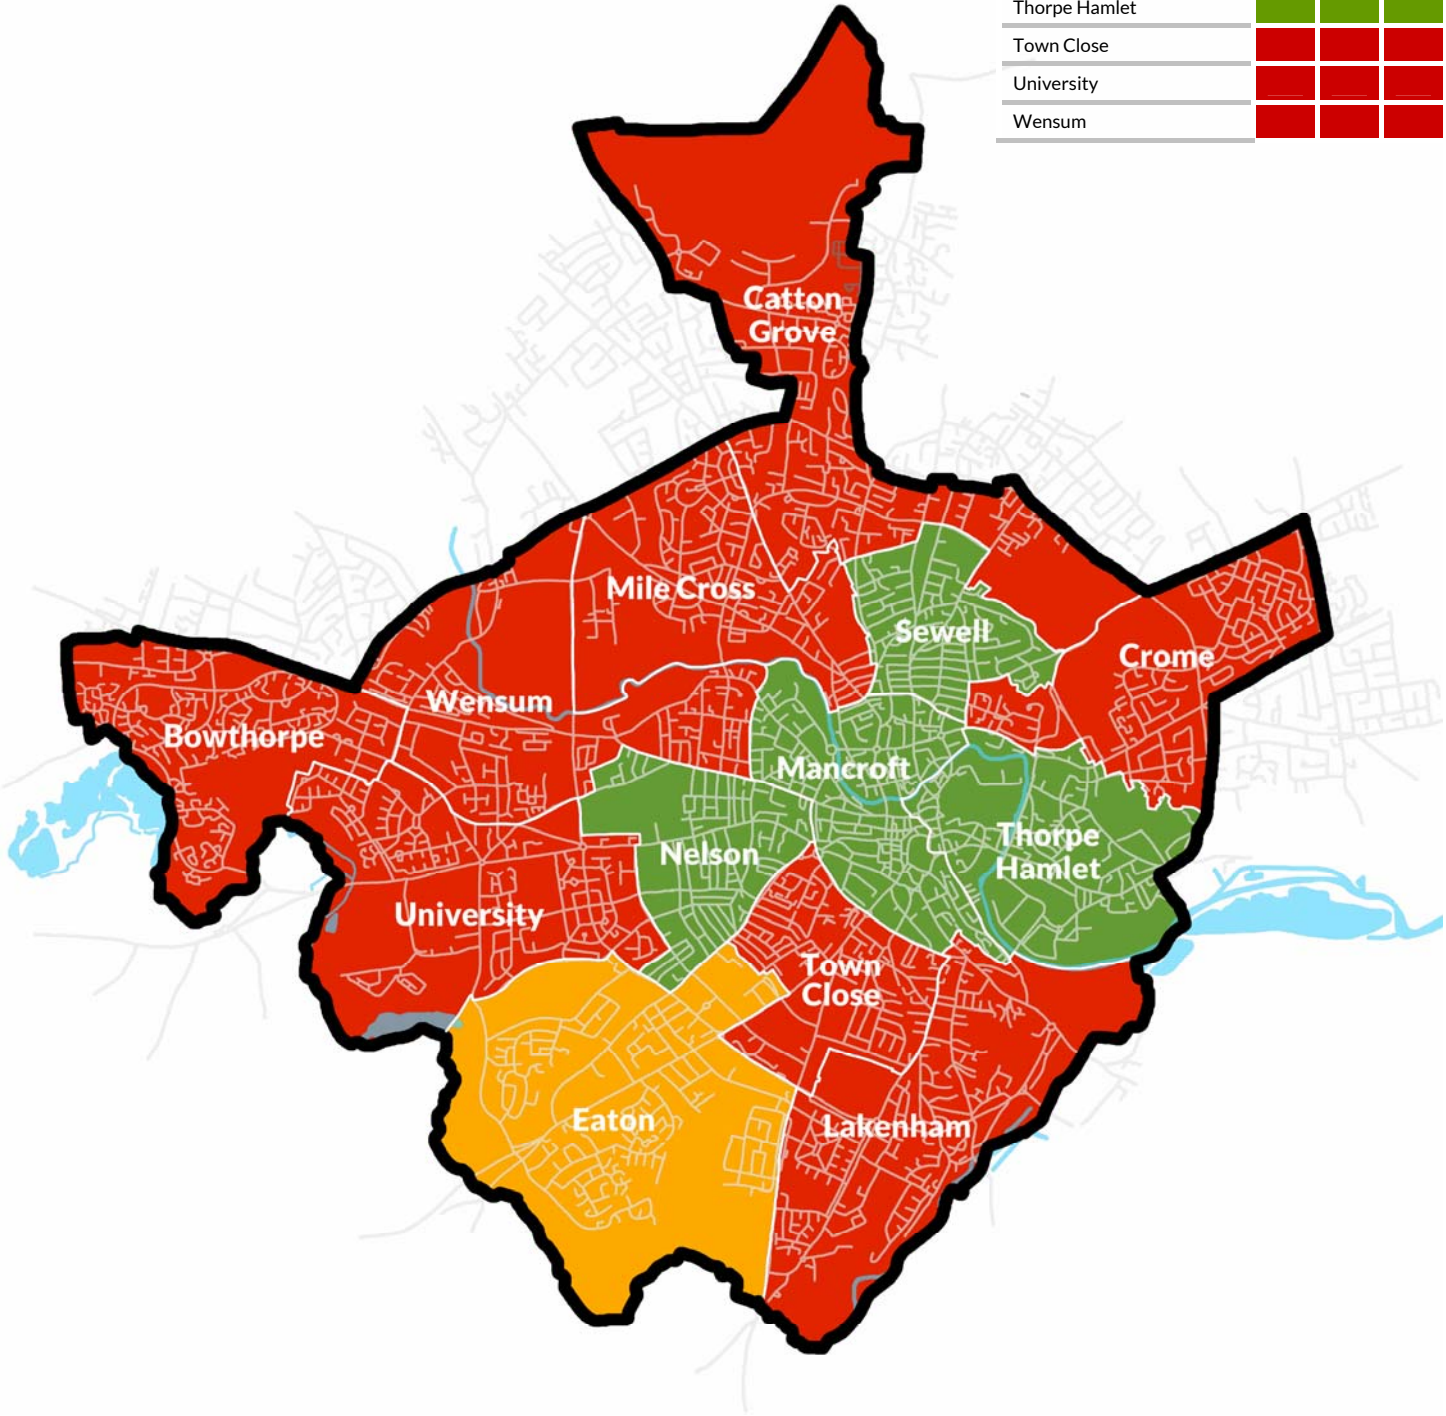 Thorpe Hamlet
Town Close
University
Wensum
Catton
Grove
Mile Cross
Sewell
Crome
Wensum
Bowthorpe
Mancroft
Thorpe
Hamlet
Nelson
University
Town
Close
Eaton
Lakenham